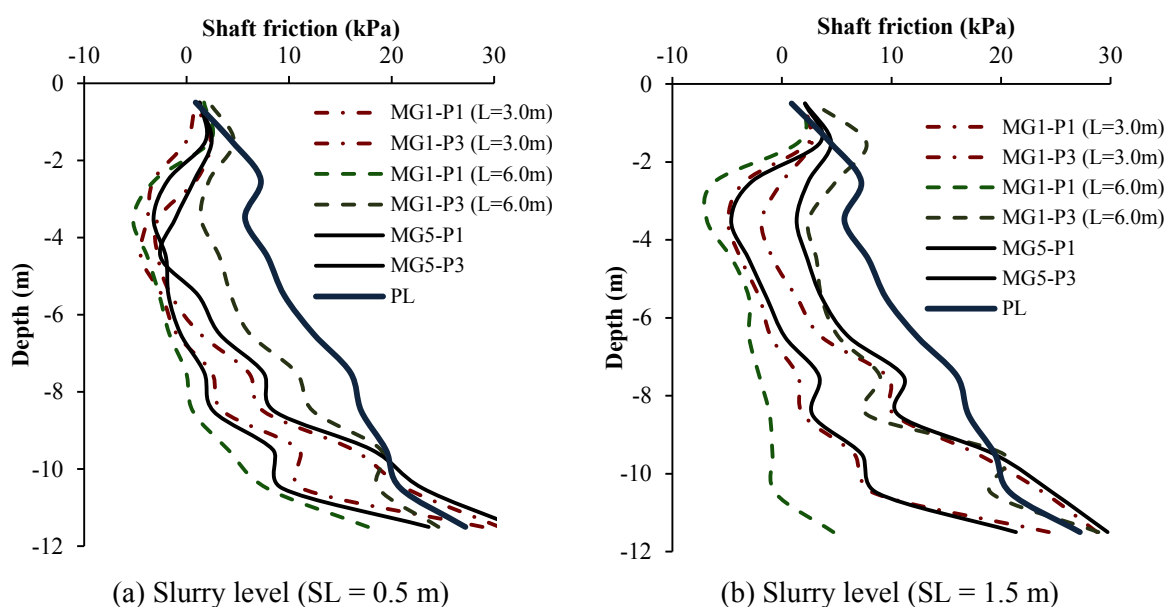 Shaft friction (kPa)
-10 0 10 20 30
0
-2
-4
-6
-8
-10
-12
Depth (m)
MG1-P1 (L=3.0m)
MG1-P3 (L=3.0m)
MG1-P1 (L=6.0m)
MG1-P3 (L=6.0m)
MG5-P1
MG5-P3
PL
(a) Slurry level (SL = 0.5 m)
Shaft friction (kPa)
-10 0 10 20 30
0
-2
-4
-6
-8
-10
-12
Depth (m)
MG1-P1 (L=3.0m)
MG1-P3 (L=3.0m)
MG1-P1 (L=6.0m)
MG1-P3 (L=6.0m)
MG5-P1
MG5-P3
PL
(b) Slurry level (SL = 1.5 m)